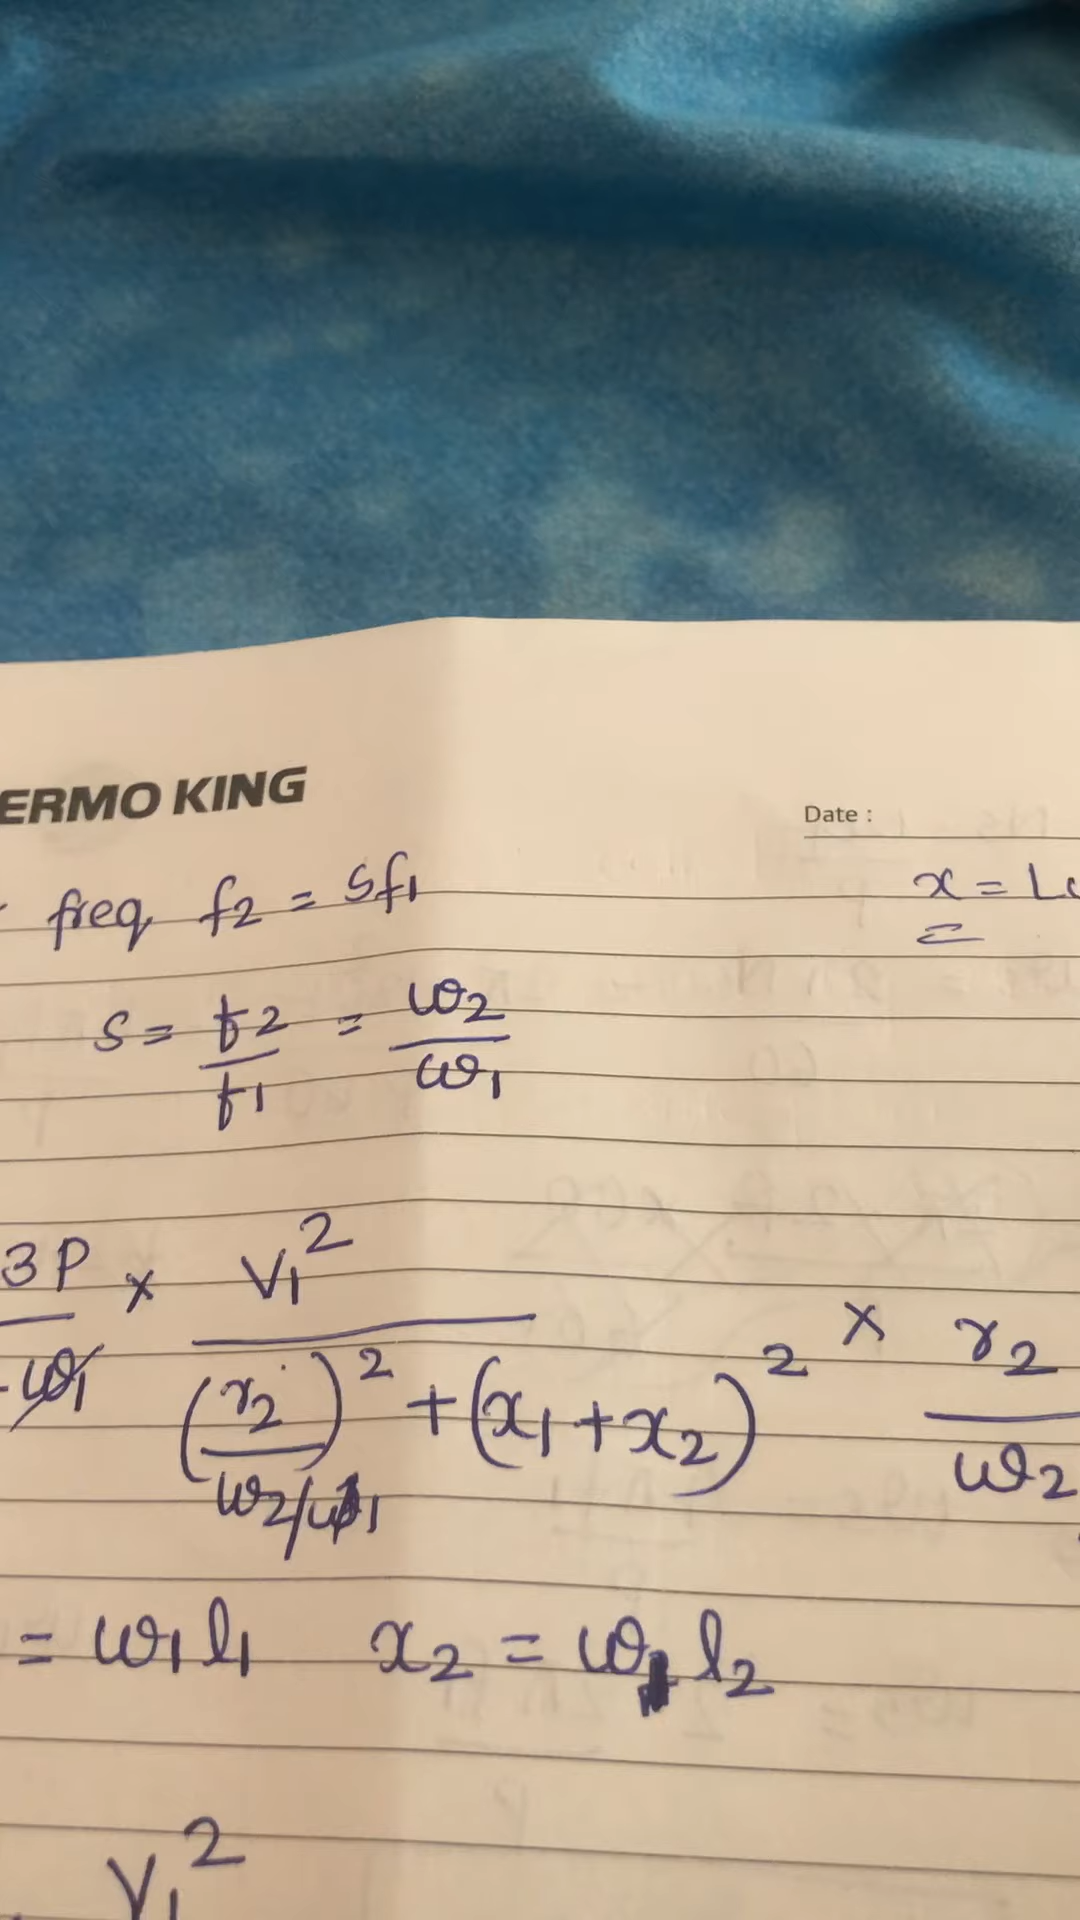 ERMO KING
Date :
freq f2 = sf1
x = L
S = f2/f1 = ω2/ω1
3P/ω1 × V1²/((r2/(ω2/ω1))² + (x1+x2)²) × r2/ω2
= ω1 l1 x2 = ω1 l2
V1²